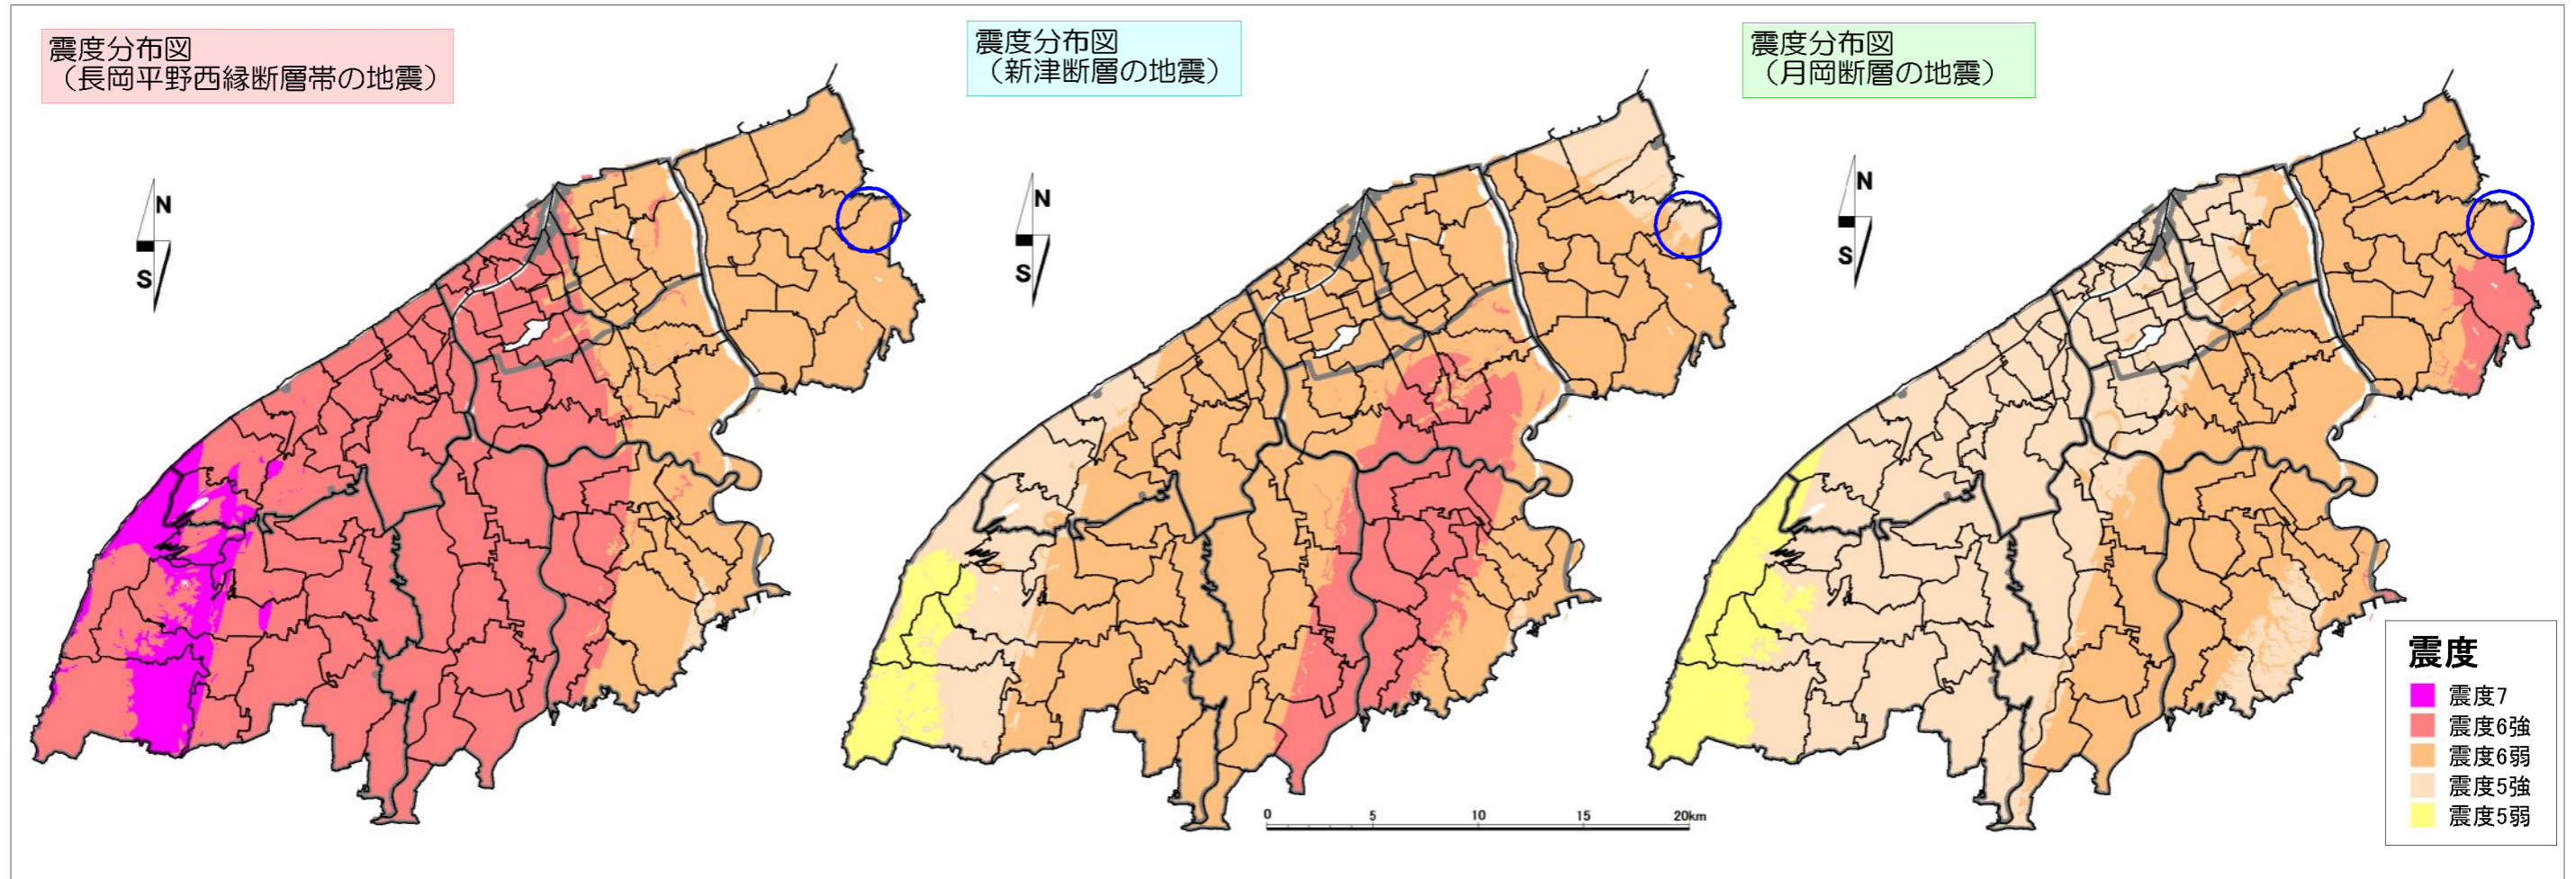 震度分布図
（長岡平野西縁断層帯の地震）
震度分布図
（新津断層の地震）
震度分布図
（月岡断層の地震）
N
S
N
S
N
S
震度
震度7
震度6強
震度6弱
震度5強
震度5弱
0 5 10 15 20km